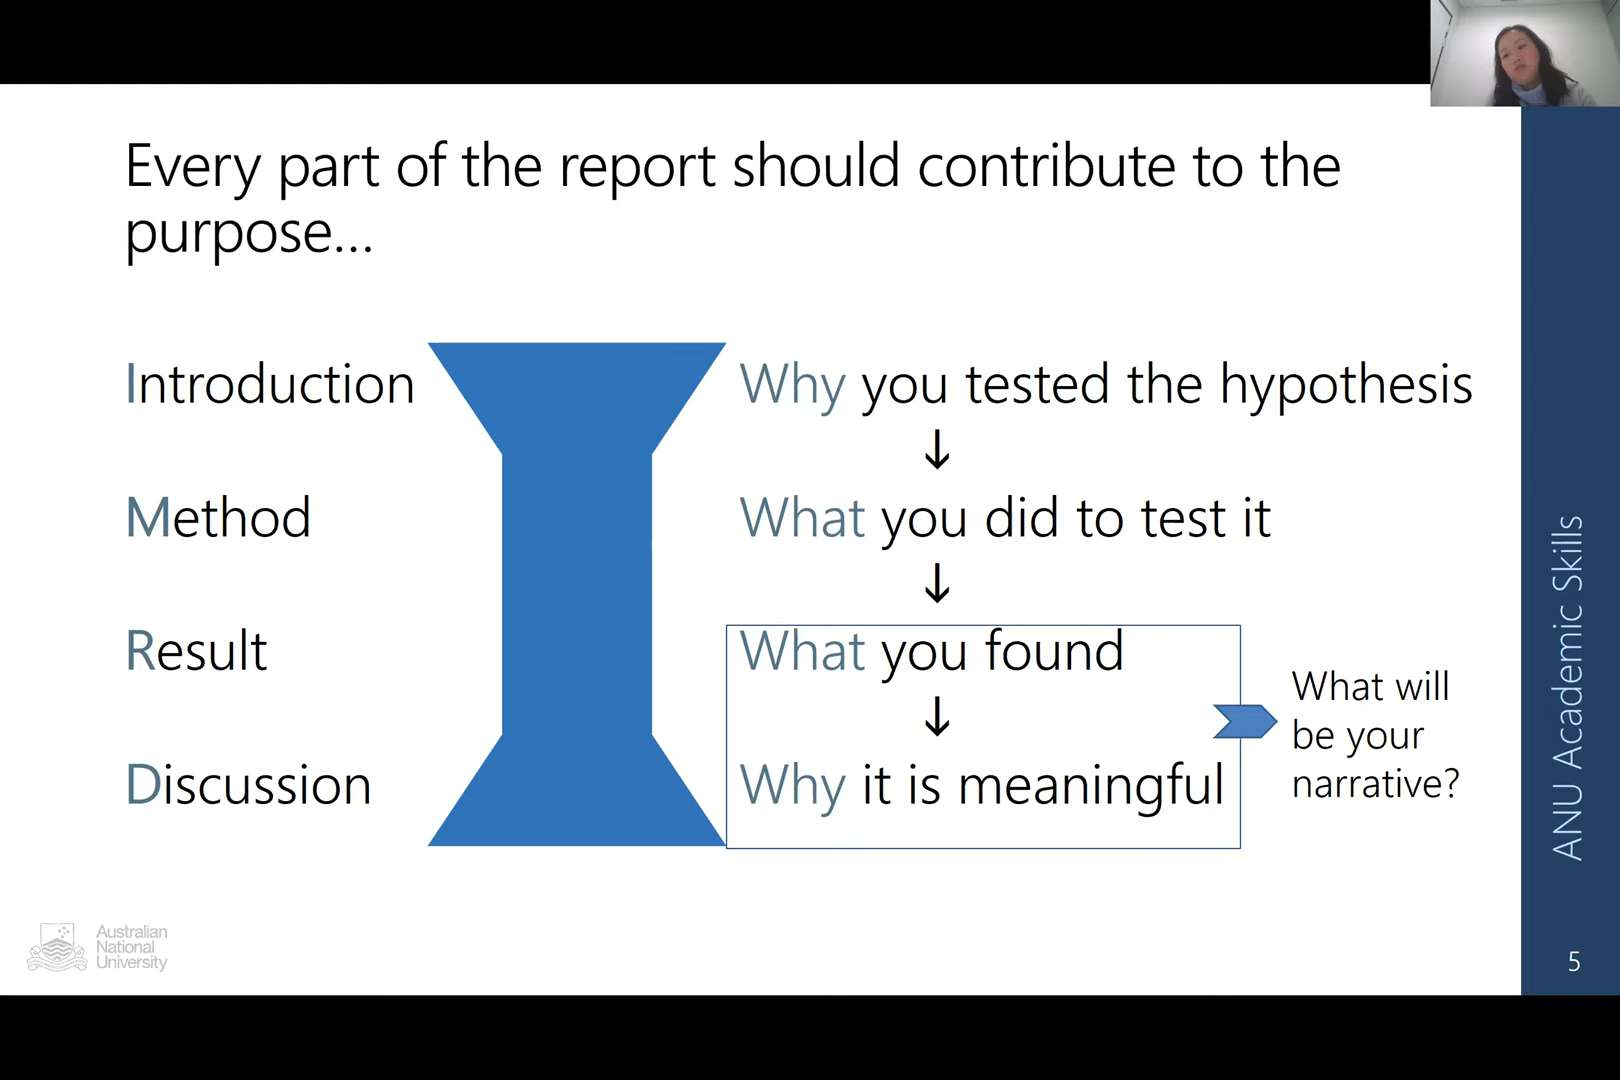 Every part of the report should contribute to the
purpose...
Introduction
Why you tested the hypothesis
↓
Method
What you did to test it
↓
Result
What you found
↓
Discussion
Why it is meaningful
What will
be your
narrative?
ANU Academic Skills
Australian
National
University
5